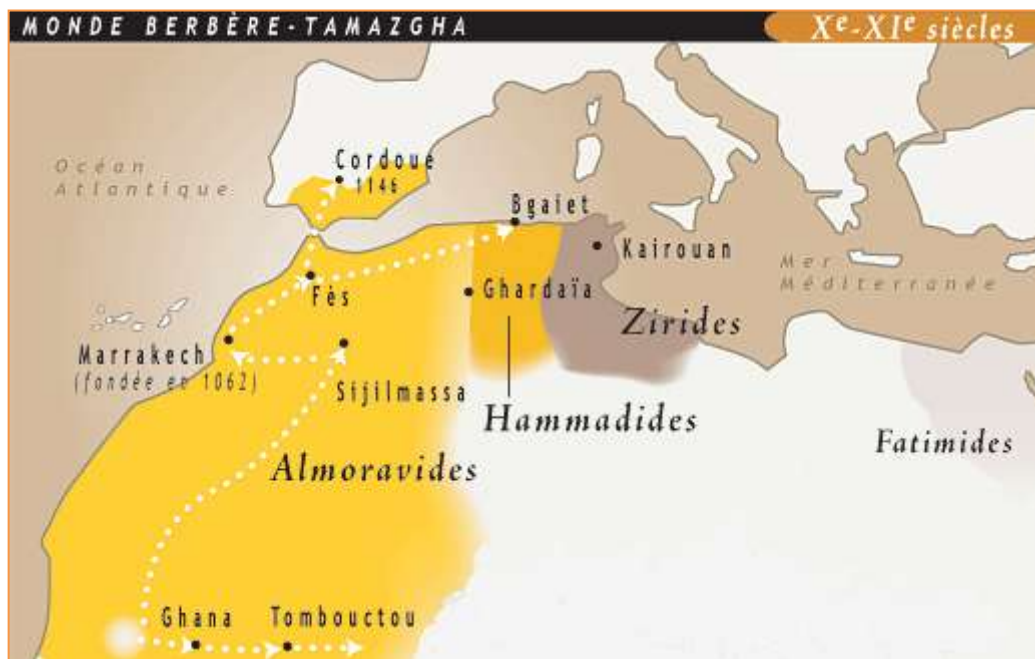 MONDE BERBÈRE-TAMAZGHA
Xe-XIe siècles
Océan
Atlantique
Cordoue
1146
Bgaiet
Kairouan
Mer
Méditerranée
Ghardaïa
Fès
Zirides
Marrakech
(fondée en 1062)
Sijilmassa
Hammadides
Fatimides
Almoravides
Ghana
Tombouctou